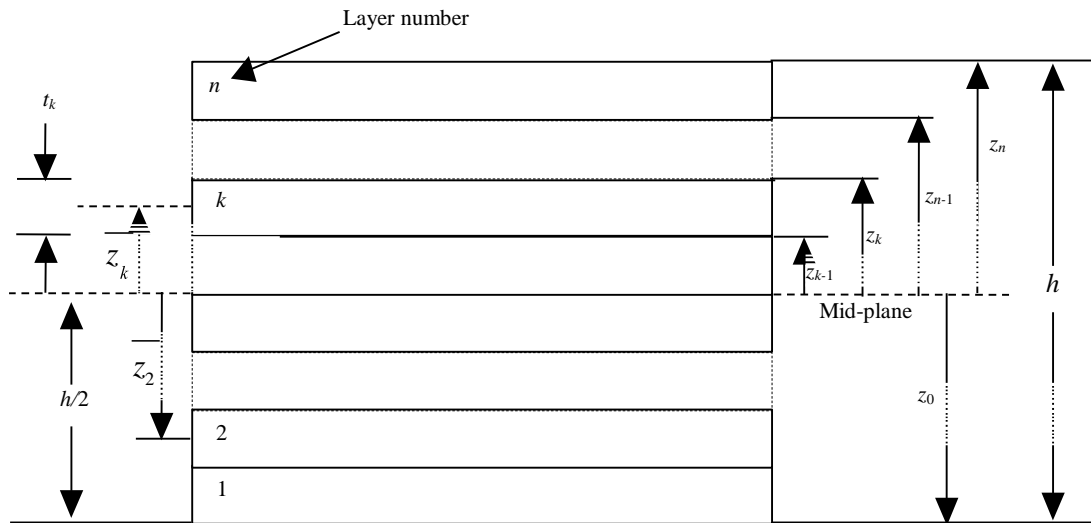 Layer number
n
t_k
z_n
k
z_{n-1}
z_k
z̄_k
z_{k-1}
h
Mid-plane
z̄_2
h/2
z_0
2
1